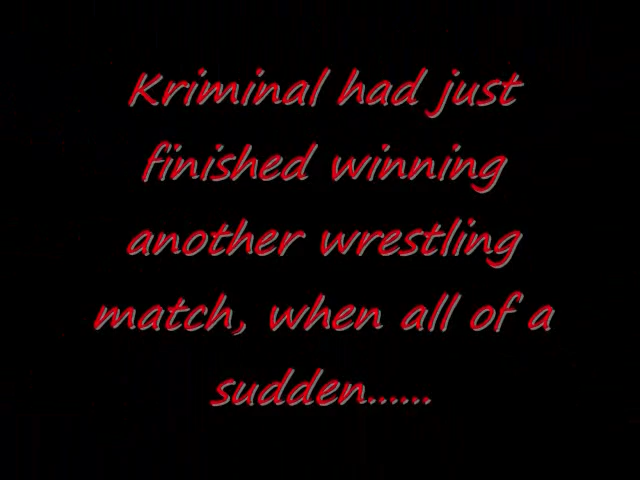 Kriminal had just
finished winning
another wrestling
match, when all of a
sudden......